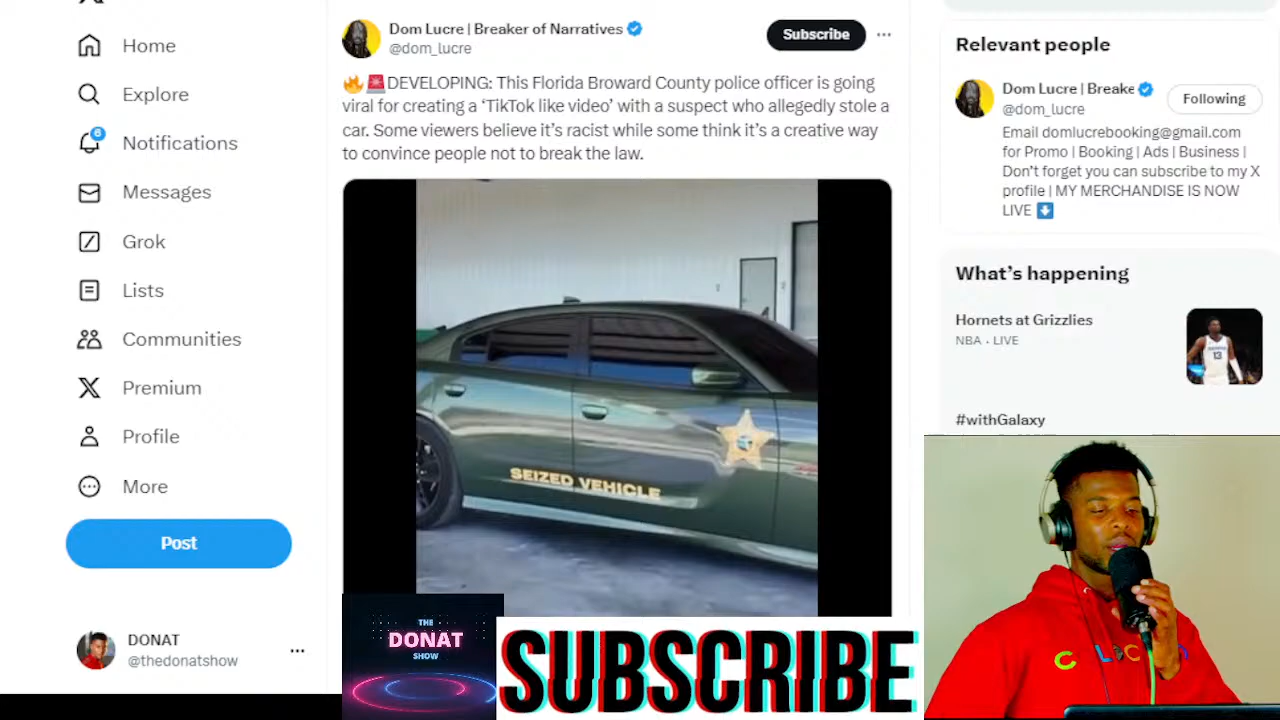 Home
Explore
6
Notifications
Messages
Grok
Lists
Communities
Premium
Profile
More
Post
DONAT
@thedonatshow
Dom Lucre | Breaker of Narratives
@dom_lucre
Subscribe
DEVELOPING: This Florida Broward County police officer is going
viral for creating a ‘TikTok like video’ with a suspect who allegedly stole a
car. Some viewers believe it’s racist while some think it’s a creative way
to convince people not to break the law.
SEIZED VEHICLE
THE
DONAT
SHOW
SUBSCRIBE
Relevant people
Dom Lucre | Breake
@dom_lucre
Following
Email domlucrebooking@gmail.com
for Promo | Booking | Ads | Business |
Don’t forget you can subscribe to my X
profile | MY MERCHANDISE IS NOW
LIVE
What’s happening
Hornets at Grizzlies
NBA · LIVE
13
#withGalaxy